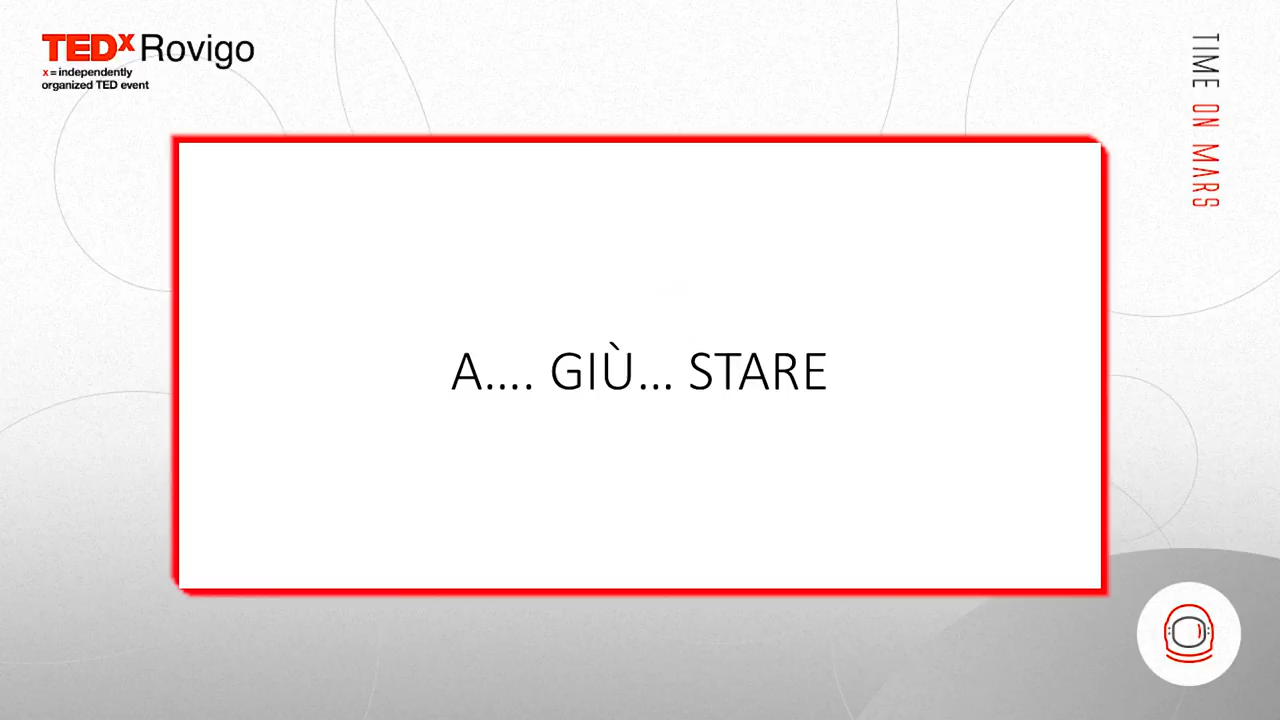 TEDx Rovigo
x = independently
organized TED event
TIME ON MARS
A.... GIÙ... STARE